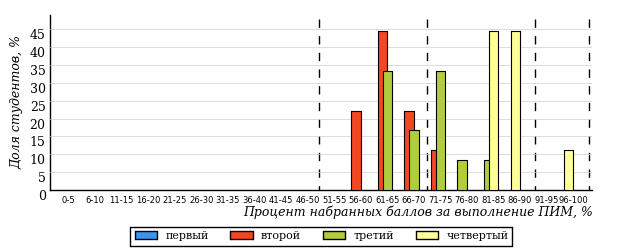 Доля студентов, %
45
40
35
30
25
20
15
10
5
0
0-5 6-10 11-15 16-20 21-25 26-30 31-35 36-40 41-45 46-50 51-55 56-60 61-65 66-70 71-75 76-80 81-85 86-90 91-95 96-100
Процент набранных баллов за выполнение ПИМ, %
первый второй третий четвертый